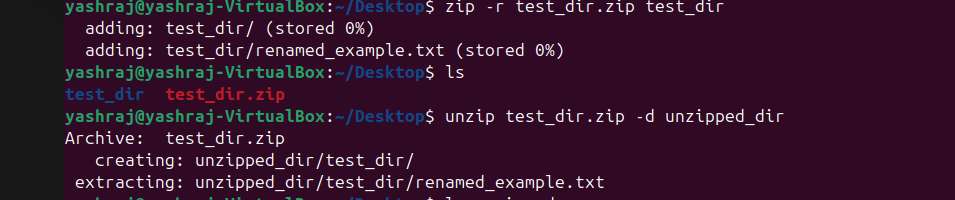 yashraj@yashraj-VirtualBox:~/Desktop$ zip -r test_dir.zip test_dir
  adding: test_dir/ (stored 0%)
  adding: test_dir/renamed_example.txt (stored 0%)
yashraj@yashraj-VirtualBox:~/Desktop$ ls
test_dir  test_dir.zip
yashraj@yashraj-VirtualBox:~/Desktop$ unzip test_dir.zip -d unzipped_dir
Archive:  test_dir.zip
   creating: unzipped_dir/test_dir/
 extracting: unzipped_dir/test_dir/renamed_example.txt